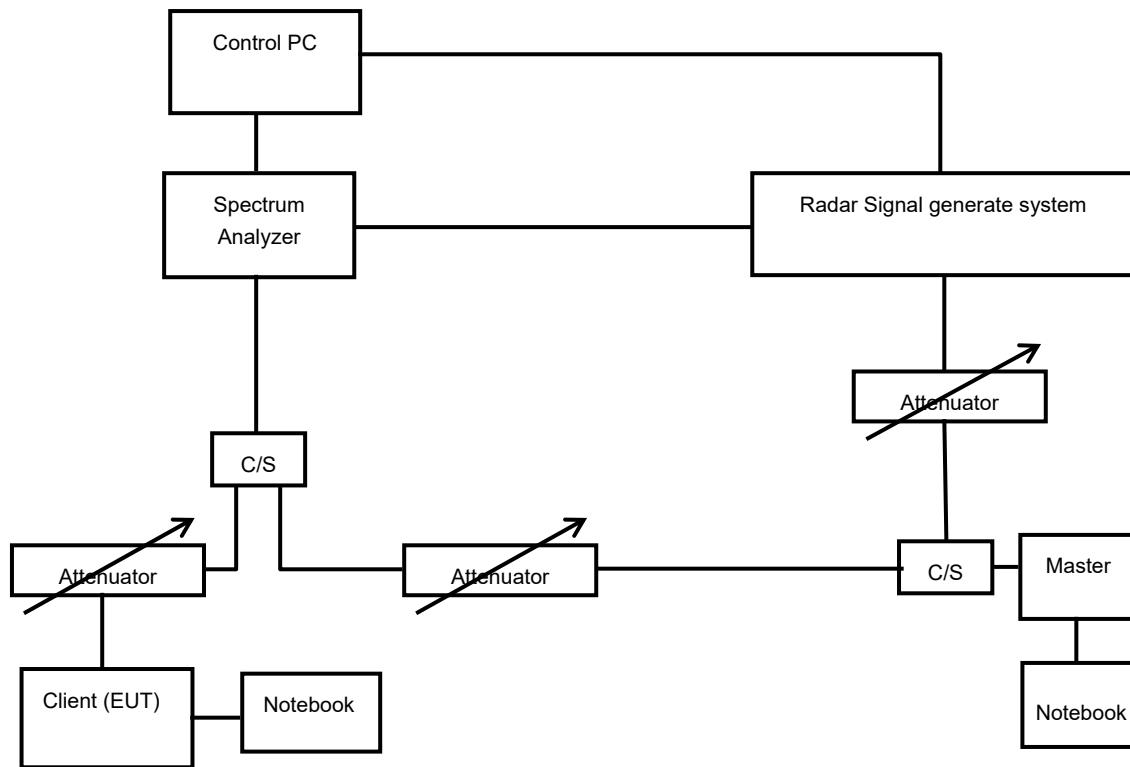 Control PC
Spectrum
Analyzer
Radar Signal generate system
Attenuator
C/S
Attenuator
Attenuator
C/S
Master
Client (EUT)
Notebook
Notebook